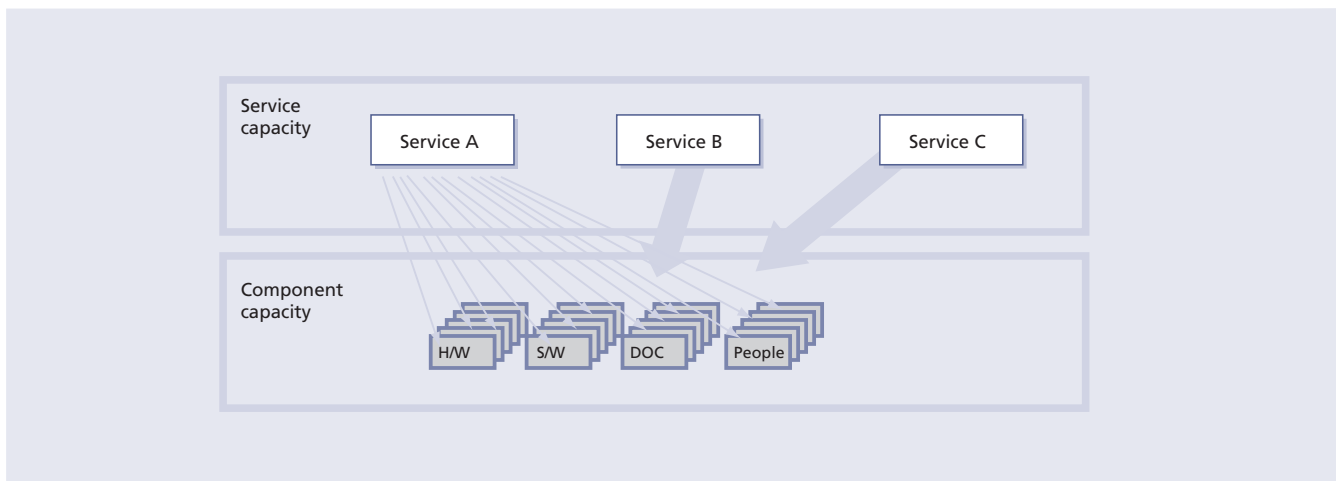 Service
capacity
Service A
Service B
Service C
Component
capacity
H/W
S/W
DOC
People